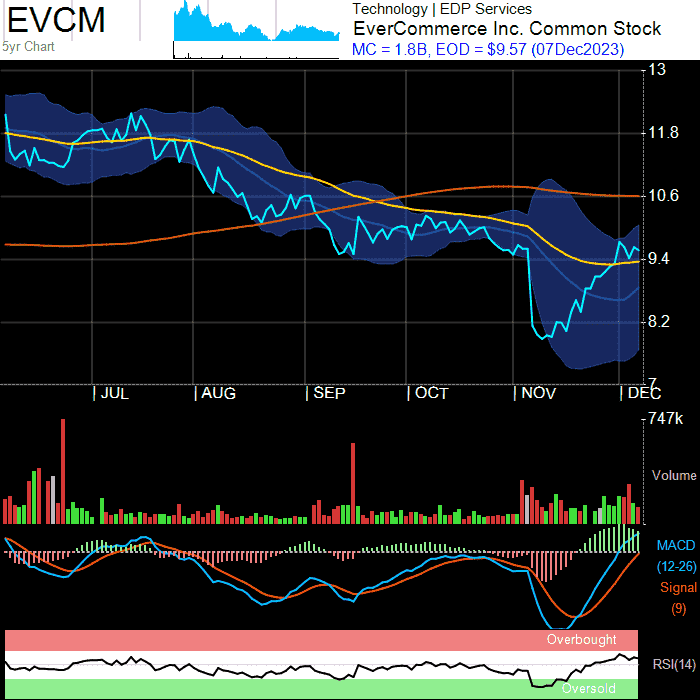 EVCM
5yr Chart
Technology | EDP Services
EverCommerce Inc. Common Stock
MC = 1.8B, EOD = $9.57 (07Dec2023)
13
11.8
10.6
9.4
8.2
7
JUL AUG SEP OCT NOV DEC
747k
Volume
MACD
(12-26)
Signal
(9)
Overbought
RSI(14)
Oversold